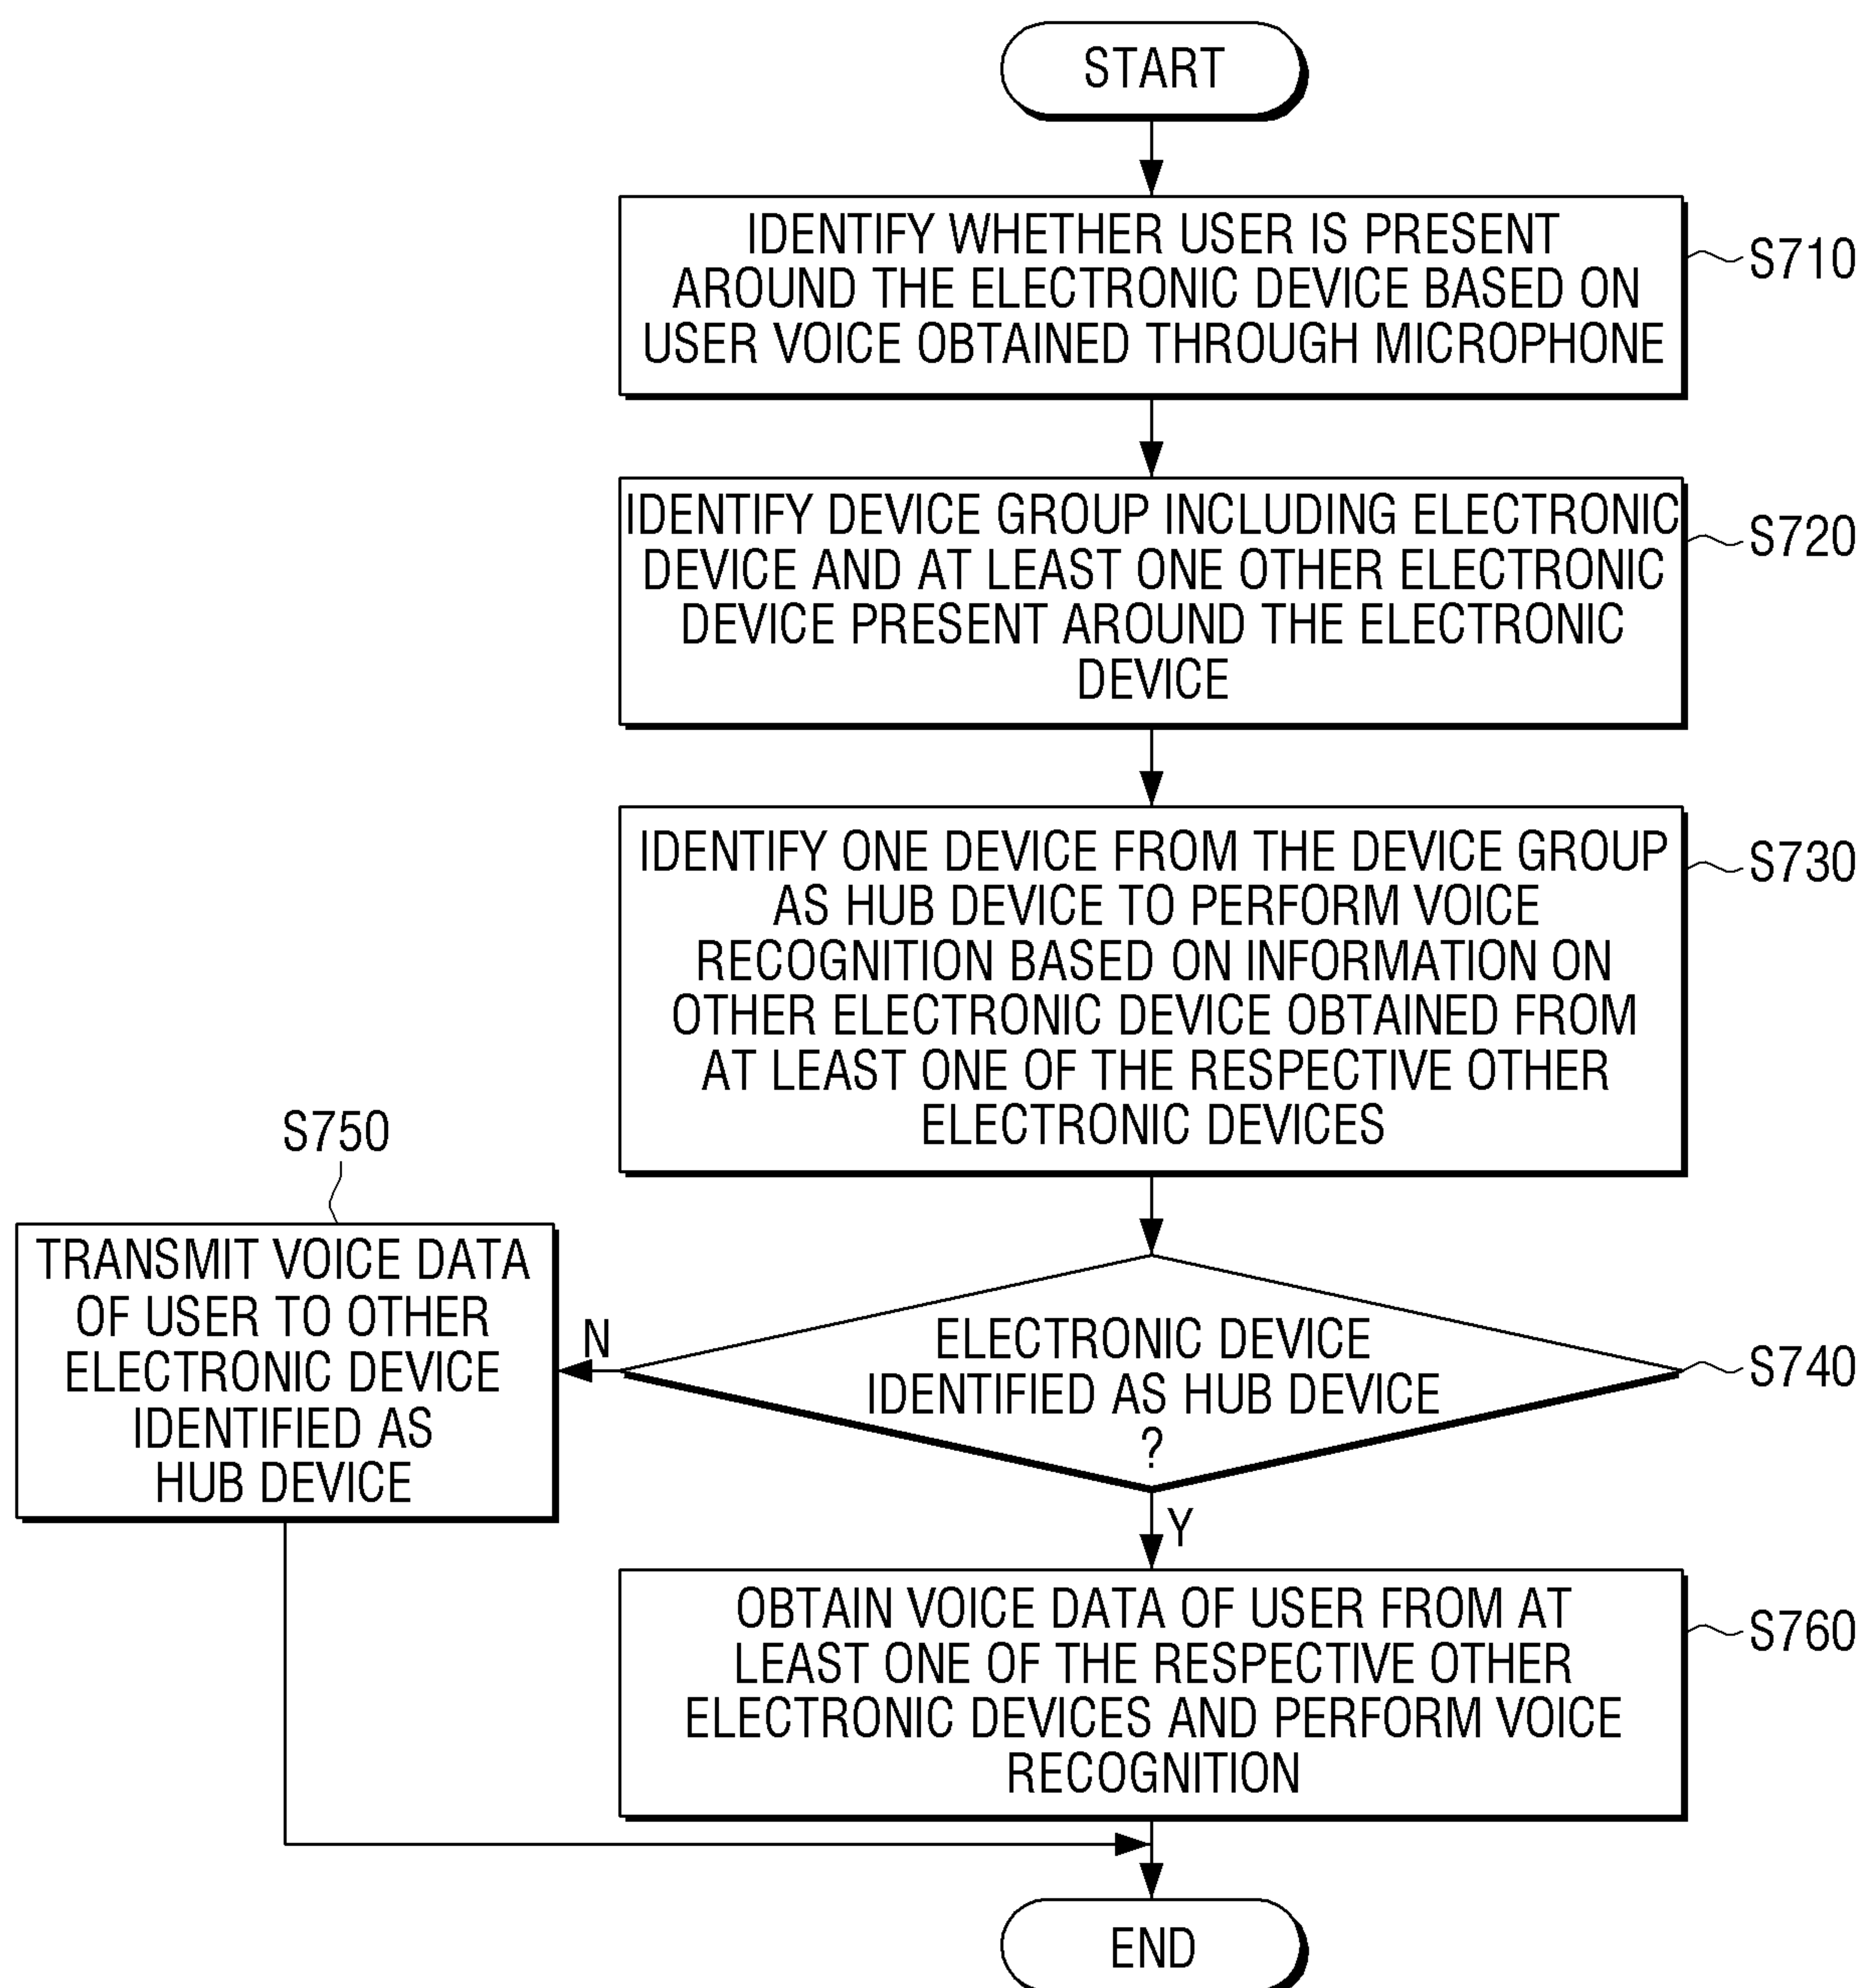 START
IDENTIFY WHETHER USER IS PRESENT
AROUND THE ELECTRONIC DEVICE BASED ON
USER VOICE OBTAINED THROUGH MICROPHONE
S710
IDENTIFY DEVICE GROUP INCLUDING ELECTRONIC
DEVICE AND AT LEAST ONE OTHER ELECTRONIC
DEVICE PRESENT AROUND THE ELECTRONIC
DEVICE
S720
IDENTIFY ONE DEVICE FROM THE DEVICE GROUP
AS HUB DEVICE TO PERFORM VOICE
RECOGNITION BASED ON INFORMATION ON
OTHER ELECTRONIC DEVICE OBTAINED FROM
AT LEAST ONE OF THE RESPECTIVE OTHER
ELECTRONIC DEVICES
S730
ELECTRONIC DEVICE
IDENTIFIED AS HUB DEVICE
?
S740
N
S750
TRANSMIT VOICE DATA
OF USER TO OTHER
ELECTRONIC DEVICE
IDENTIFIED AS
HUB DEVICE
Y
OBTAIN VOICE DATA OF USER FROM AT
LEAST ONE OF THE RESPECTIVE OTHER
ELECTRONIC DEVICES AND PERFORM VOICE
RECOGNITION
S760
END